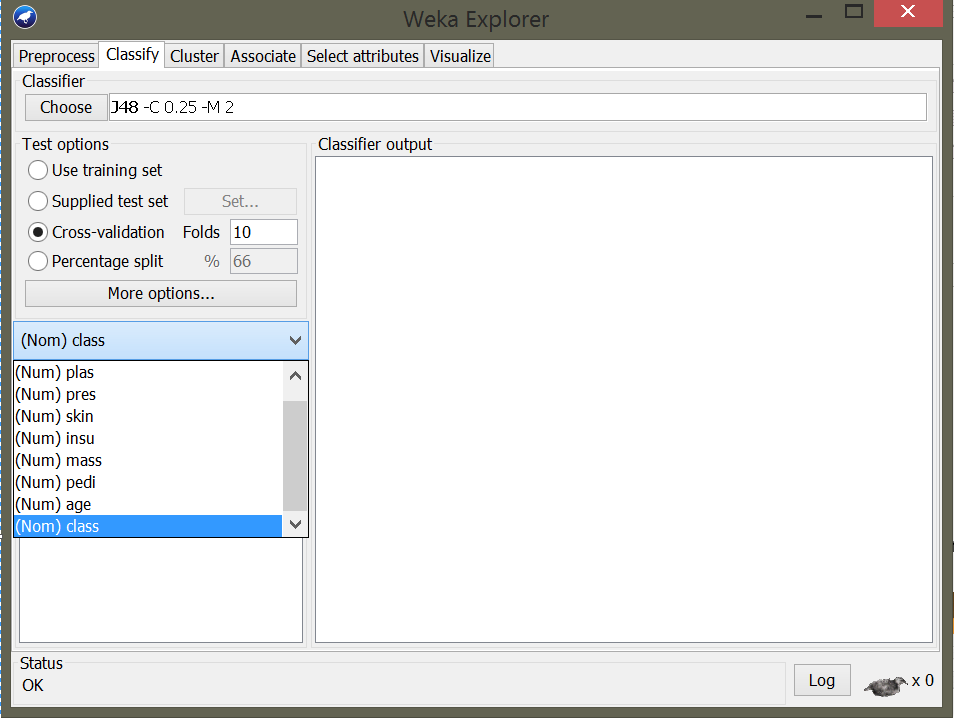 Weka Explorer
Preprocess Classify Cluster Associate Select attributes Visualize
Classifier
Choose J48 -C 0.25 -M 2
Test options
Use training set
Supplied test set Set...
Cross-validation Folds 10
Percentage split % 66
More options...
(Nom) class
(Num) plas
(Num) pres
(Num) skin
(Num) insu
(Num) mass
(Num) pedi
(Num) age
(Nom) class
Classifier output
Status
OK
Log x 0